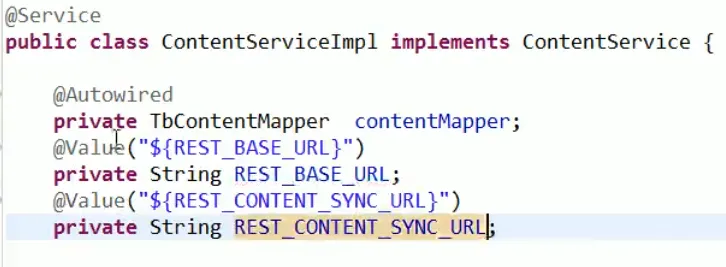 @Service
public class ContentServiceImpl implements ContentService {
@Autowired
private TbContentMapper  contentMapper;
@Value("${REST_BASE_URL}")
private String REST_BASE_URL;
@Value("${REST_CONTENT_SYNC_URL}")
private String REST_CONTENT_SYNC_URL;